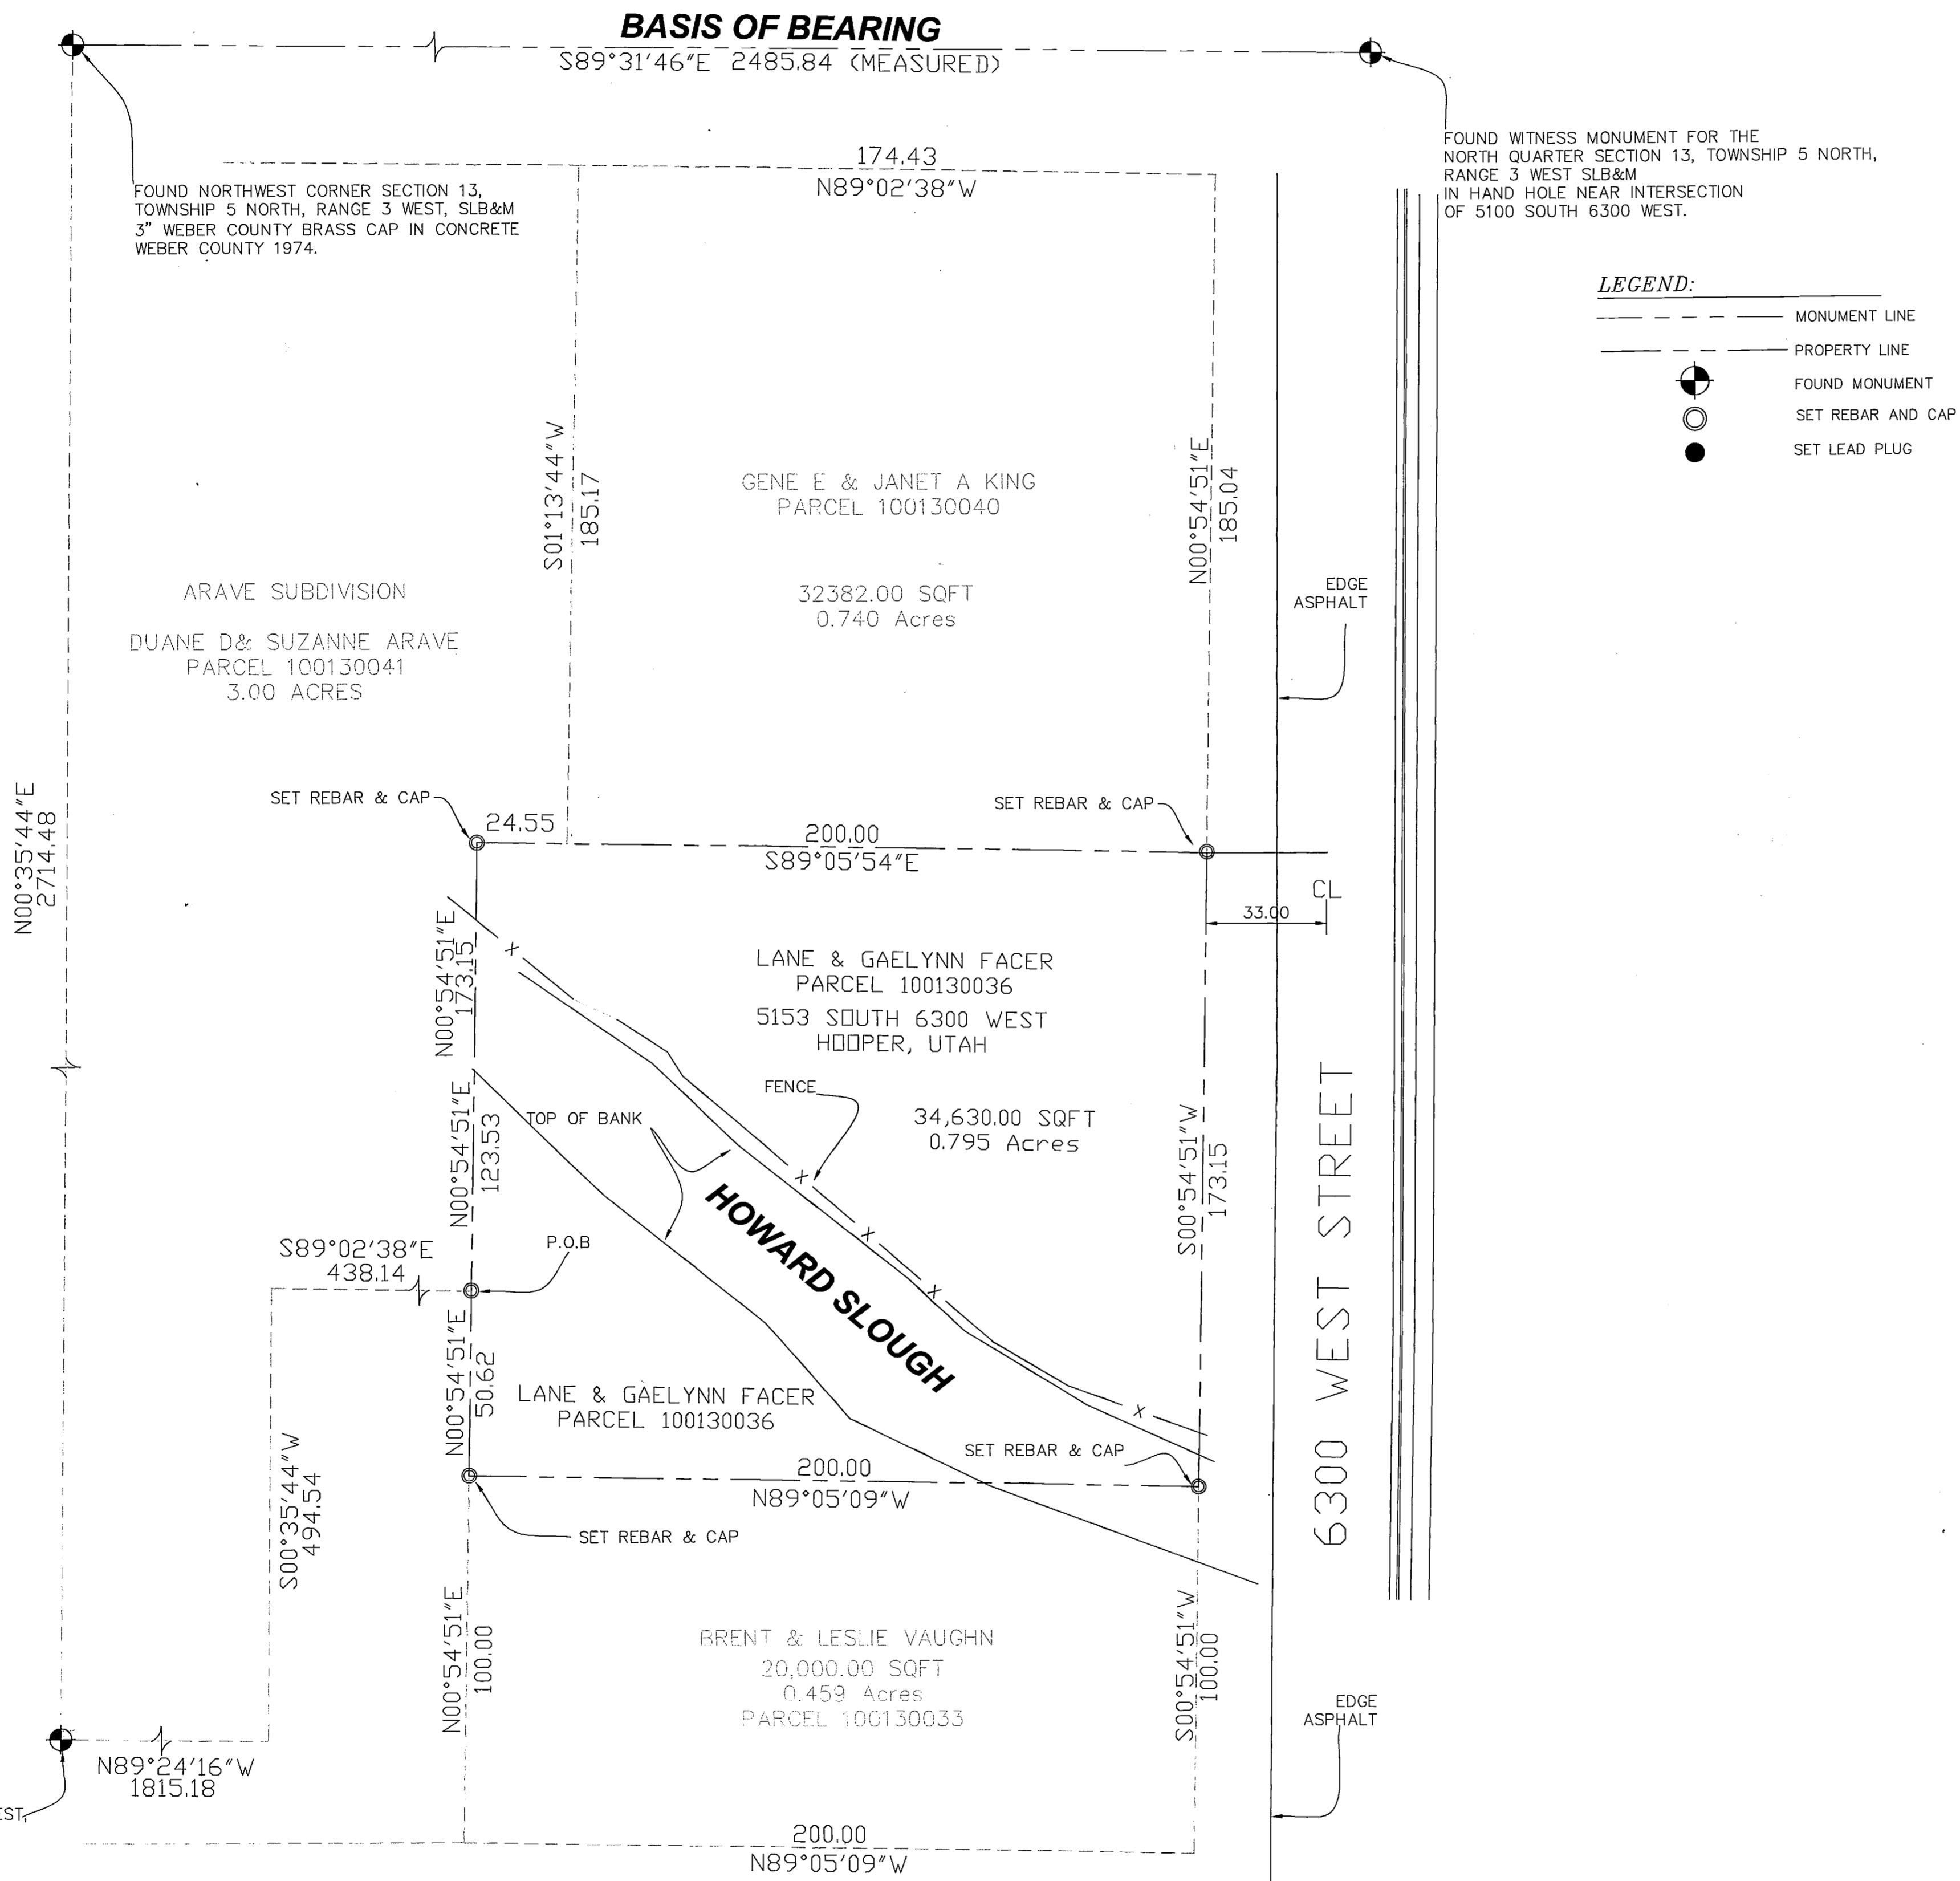 BASIS OF BEARING
S89°31'46"E 2485.84 (MEASURED)
FOUND WITNESS MONUMENT FOR THE
NORTH QUARTER SECTION 13, TOWNSHIP 5 NORTH,
RANGE 3 WEST SLB&M
IN HAND HOLE NEAR INTERSECTION
OF 5100 SOUTH 6300 WEST.
174.43
N89°02'38"W
FOUND NORTHWEST CORNER SECTION 13,
TOWNSHIP 5 NORTH, RANGE 3 WEST, SLB&M
3" WEBER COUNTY BRASS CAP IN CONCRETE
WEBER COUNTY 1974.
LEGEND:
MONUMENT LINE
PROPERTY LINE
FOUND MONUMENT
SET REBAR AND CAP
SET LEAD PLUG
S01°13'44"W
185.17
GENE E & JANET A KING
PARCEL 100130040
32382.00 SQFT
0.740 Acres
N00°54'51"E
185.04
EDGE
ASPHALT
ARAVE SUBDIVISION
DUANE D& SUZANNE ARAVE
PARCEL 100130041
3.00 ACRES
N00°35'44"E
2714.48
SET REBAR & CAP
24.55
200.00
S89°05'54"E
SET REBAR & CAP
CL
33.00
N00°54'51"E
173.15
LANE & GAELYNN FACER
PARCEL 100130036
5153 SOUTH 6300 WEST
HOOPER, UTAH
FENCE
X
X
X
X
X
34,630.00 SQFT
0.795 Acres
TOP OF BANK
N00°54'51"E
123.53
S00°54'51"W
173.15
HOWARD SLOUGH
6300 WEST STREET
S89°02'38"E
438.14
P.O.B
N00°54'51"E
50.62
LANE & GAELYNN FACER
PARCEL 100130036
SET REBAR & CAP
200.00
N89°05'09"W
SET REBAR & CAP
S00°35'44"W
494.54
N00°54'51"E
100.00
BRENT & LESLIE VAUGHN
20,000.00 SQFT
0.459 Acres
PARCEL 100130033
S00°54'51"W
100.00
EDGE
ASPHALT
N89°24'16"W
1815.18
EST,
200.00
N89°05'09"W